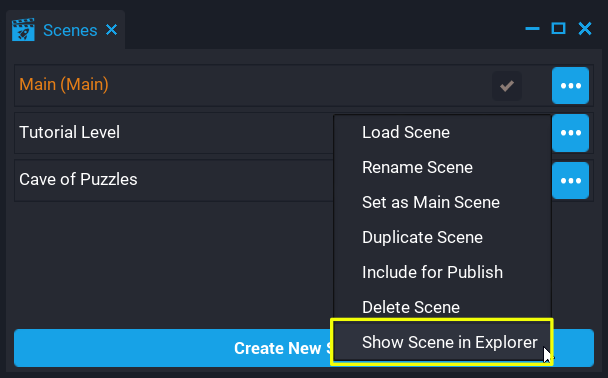 Scenes
Main (Main)
Tutorial Level
Cave of Puzzles
Load Scene
Rename Scene
Set as Main Scene
Duplicate Scene
Include for Publish
Delete Scene
Show Scene in Explorer
Create New